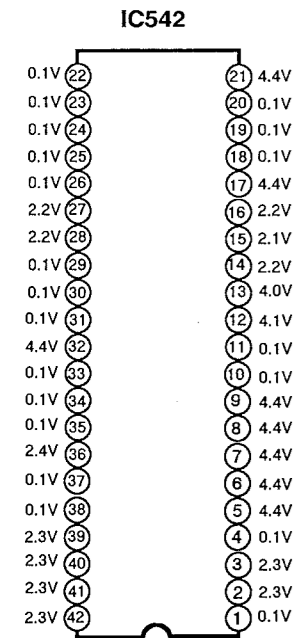 IC542
0.1V 22 21 4.4V
0.1V 23 20 0.1V
0.1V 24 19 0.1V
0.1V 25 18 0.1V
0.1V 26 17 4.4V
2.2V 27 16 2.2V
2.2V 28 15 2.1V
0.1V 29 14 2.2V
0.1V 30 13 4.0V
0.1V 31 12 4.1V
4.4V 32 11 0.1V
0.1V 33 10 0.1V
0.1V 34 9 4.4V
0.1V 35 8 4.4V
2.4V 36 7 4.4V
0.1V 37 6 4.4V
0.1V 38 5 4.4V
2.3V 39 4 0.1V
2.3V 40 3 2.3V
2.3V 41 2 2.3V
2.3V 42 1 0.1V